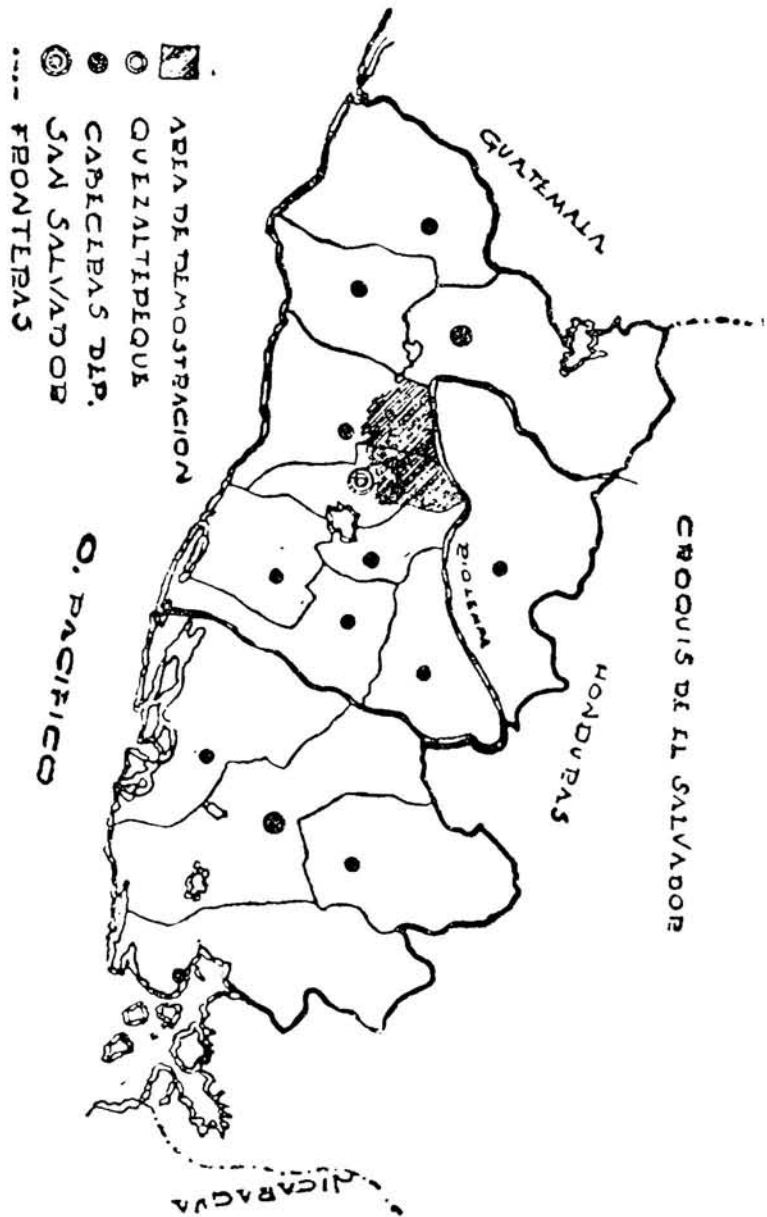 CROQUIS DE EL SALVADOR
GUATEMALA
HONDURAS
RIO LEMPA
O. PACIFICO
NICARAGUA
AREA DE DEMOSTRACION
QUEZALTEPEQUE
CABECERAS DEP.
SAN SALVADOR
FRONTERAS